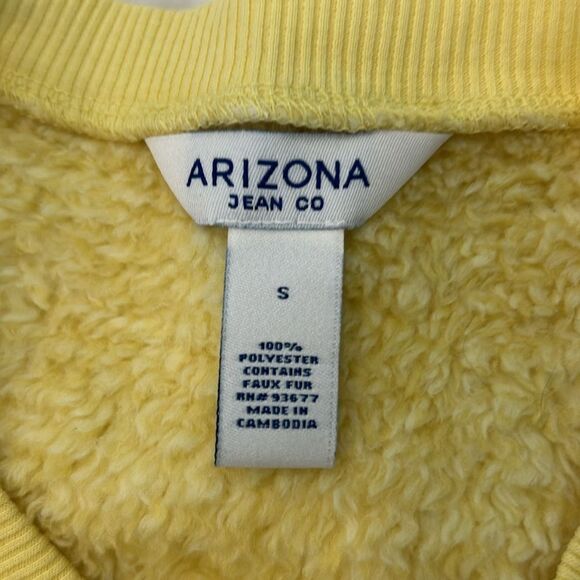 ARIZONA
JEAN CO
S
100%
POLYESTER
CONTAINS
FAUX FUR
RN# 93677
MADE IN
CAMBODIA